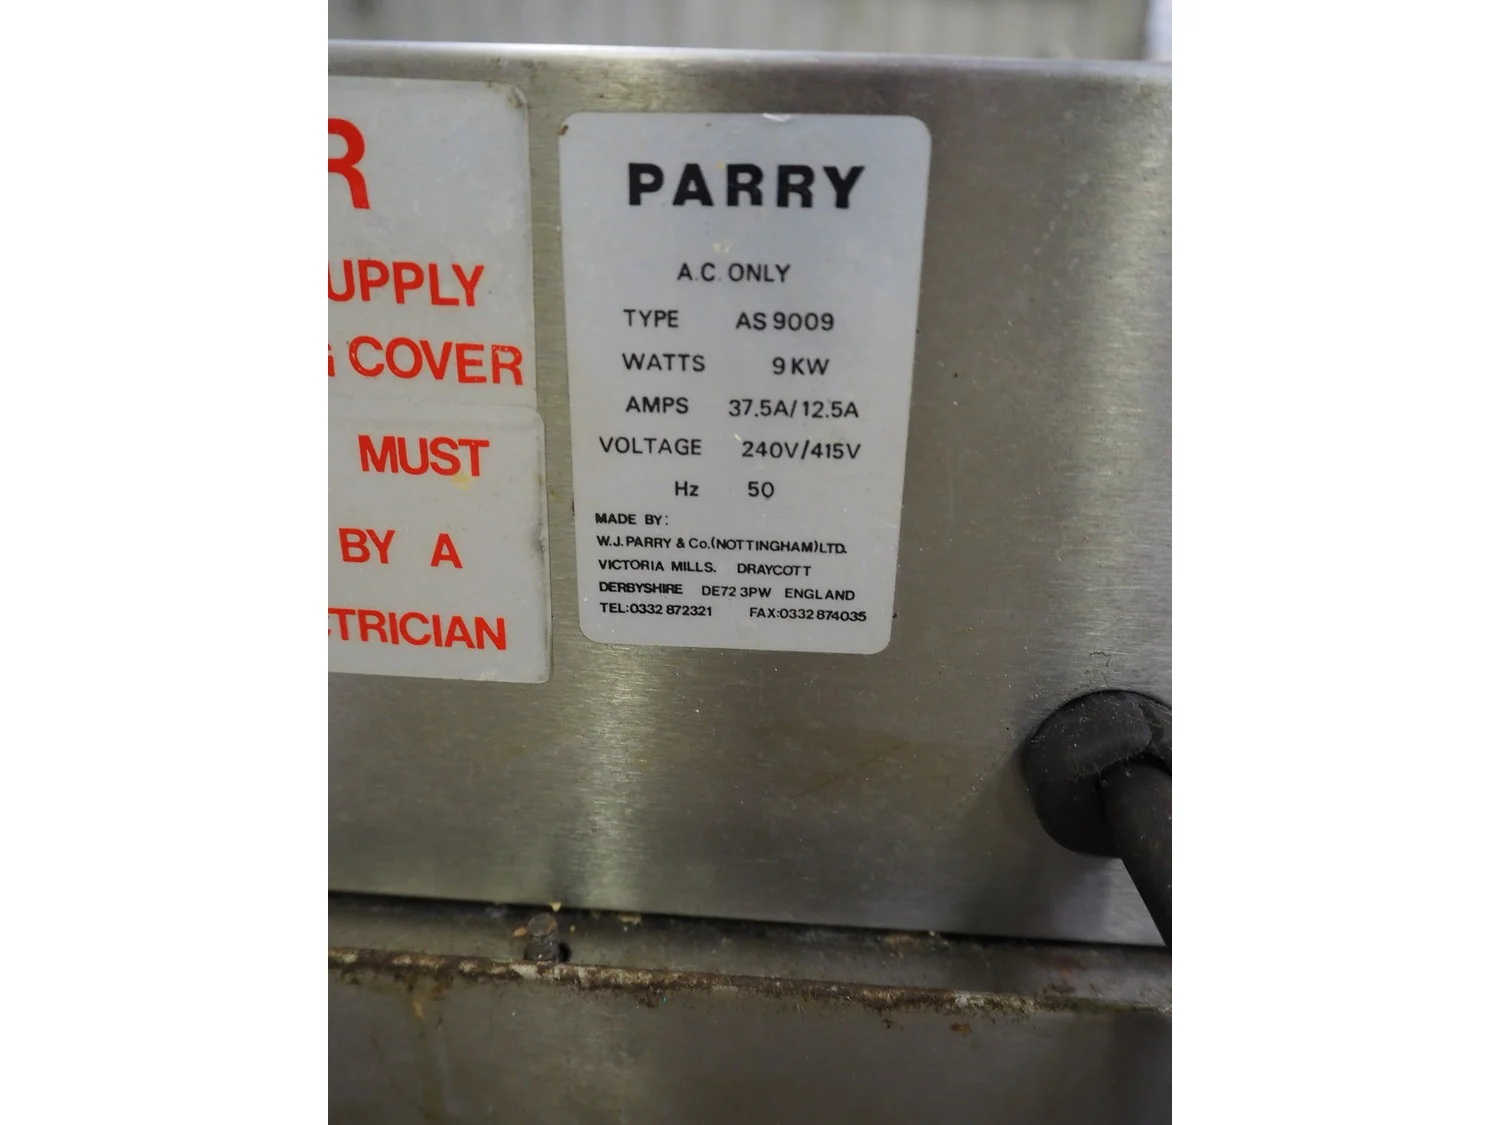 R
UPPLY
G COVER
MUST
BY A
CTRICIAN
PARRY
A.C. ONLY
TYPE AS 9009
WATTS 9 KW
AMPS 37.5A/12.5A
VOLTAGE 240V/415V
Hz 50
MADE BY:
W.J. PARRY & Co.(NOTTINGHAM)LTD.
VICTORIA MILLS. DRAYCOTT
DERBYSHIRE DE72 3PW ENGLAND
TEL:0332 872321 FAX:0332 874035